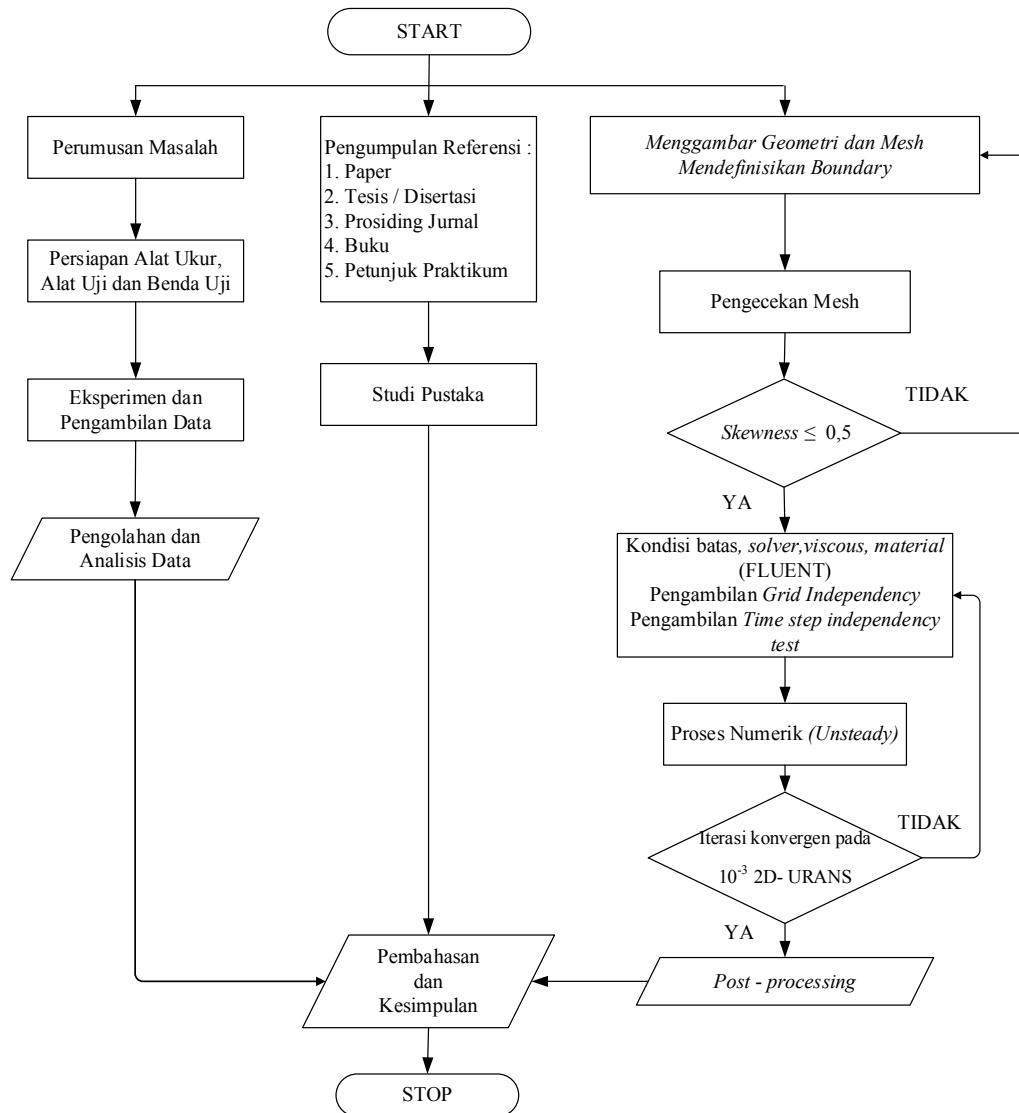 START
Perumusan Masalah
Persiapan Alat Ukur,
Alat Uji dan Benda Uji
Eksperimen dan
Pengambilan Data
Pengolahan dan
Analisis Data
Pengumpulan Referensi :
1. Paper
2. Tesis / Disertasi
3. Prosiding Jurnal
4. Buku
5. Petunjuk Praktikum
Studi Pustaka
Menggambar Geometri dan Mesh
Mendefinisikan Boundary
Pengecekan Mesh
Skewness ≤ 0,5
TIDAK
YA
Kondisi batas, solver,viscous, material
(FLUENT)
Pengambilan Grid Independency
Pengambilan Time step independency
test
Proses Numerik (Unsteady)
Iterasi konvergen pada
10⁻³ 2D- URANS
TIDAK
YA
Post - processing
Pembahasan
dan
Kesimpulan
STOP